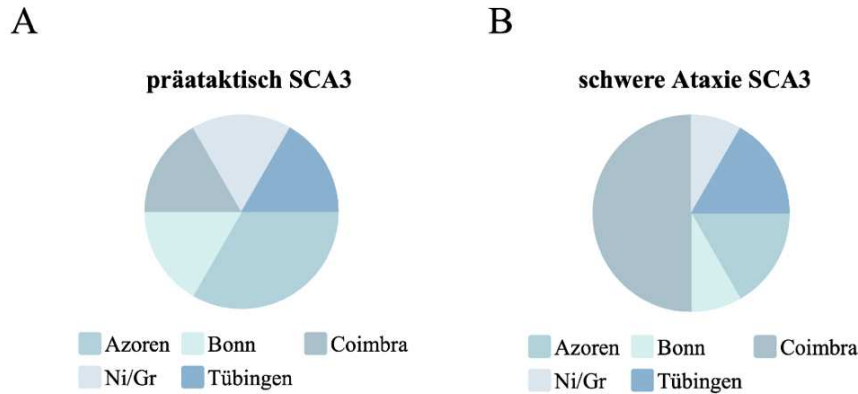 A
präataktisch SCA3
Azoren Bonn Coimbra
Ni/Gr Tübingen
B
schwere Ataxie SCA3
Azoren Bonn Coimbra
Ni/Gr Tübingen